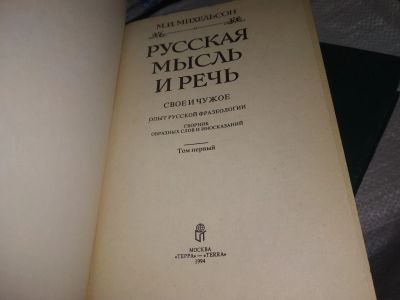 М. И. МИХЕЛЬСОН
РУССКАЯ
МЫСЛЬ
И РЕЧЬ
СВОЕ И ЧУЖОЕ
ОПЫТ РУССКОЙ ФРАЗЕОЛОГИИ
СБОРНИК
ОБРАЗНЫХ СЛОВ И ИНОСКАЗАНИЙ
Том первый
МОСКВА
«ТЕРРА» — «TERRA»
1994